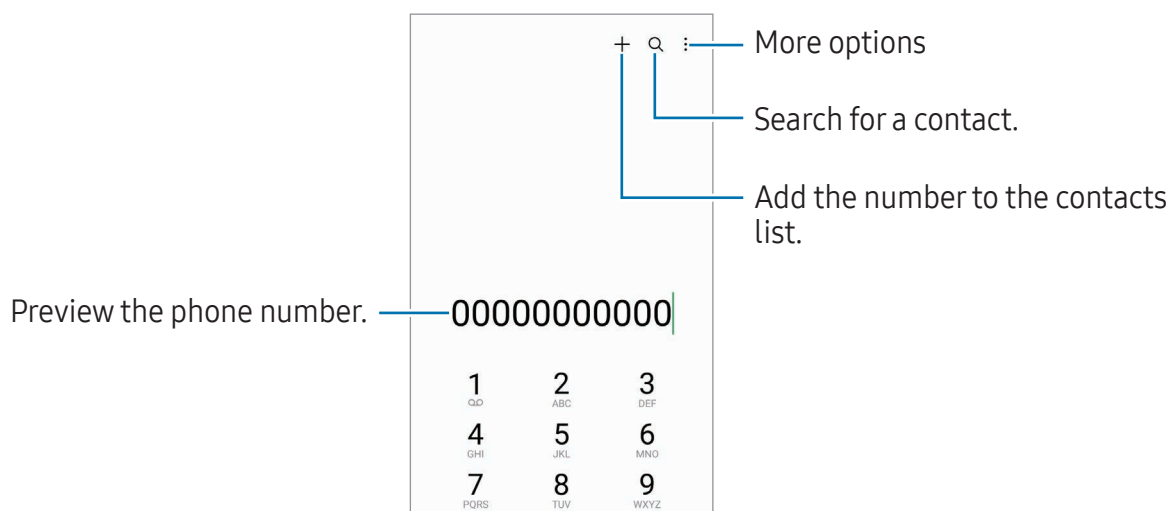 More options
Search for a contact.
Add the number to the contacts
list.
Preview the phone number.
00000000000
1 2 3
ABC DEF
4 5 6
GHI JKL MNO
7 8 9
PQRS TUV WXYZ